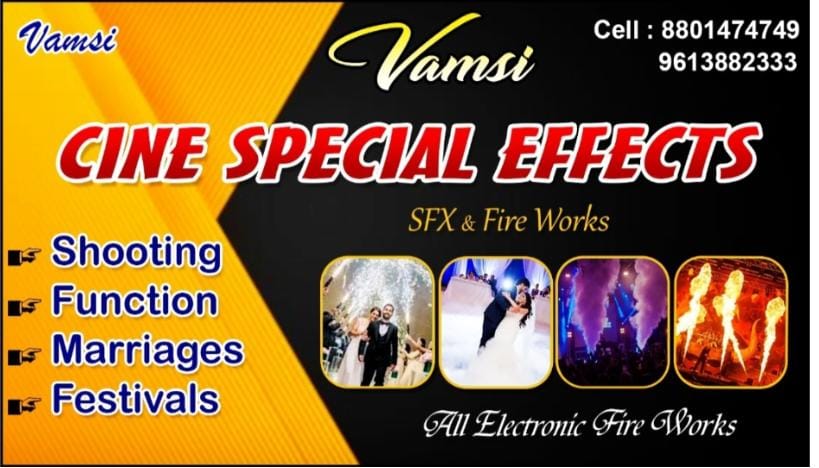 Vamsi
Vamsi
Cell : 8801474749
9613882333
CINE SPECIAL EFFECTS
SFX & Fire Works
Shooting
Function
Marriages
Festivals
All Electronic Fire Works